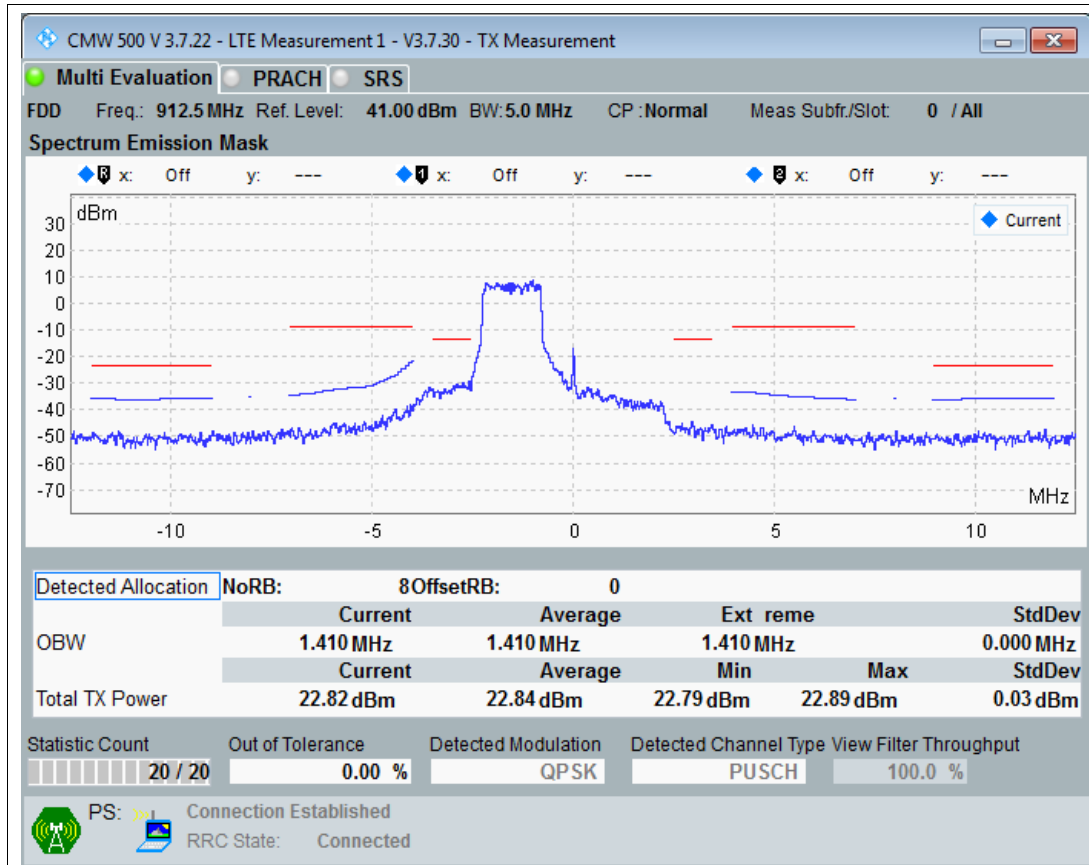 CMW 500 V 3.7.22 - LTE Measurement 1 - V3.7.30 - TX Measurement
Multi Evaluation PRACH SRS
FDD Freq.: 912.5 MHz Ref. Level: 41.00 dBm BW: 5.0 MHz CP : Normal Meas Subfr./Slot: 0 / All
Spectrum Emission Mask
R x: Off y: --- 1 x: Off y: --- 2 x: Off y: ---
dBm
Current
30
20
10
0
-10
-20
-30
-40
-50
-60
-70
MHz
-10 -5 0 5 10
Detected Allocation NoRB: 8 OffsetRB: 0
Current Average Ext reme StdDev
OBW 1.410 MHz 1.410 MHz 1.410 MHz 0.000 MHz
Current Average Min Max StdDev
Total TX Power 22.82 dBm 22.84 dBm 22.79 dBm 22.89 dBm 0.03 dBm
Statistic Count Out of Tolerance Detected Modulation Detected Channel Type View Filter Throughput
20 / 20 0.00 % QPSK PUSCH 100.0 %
PS: Connection Established
RRC State: Connected